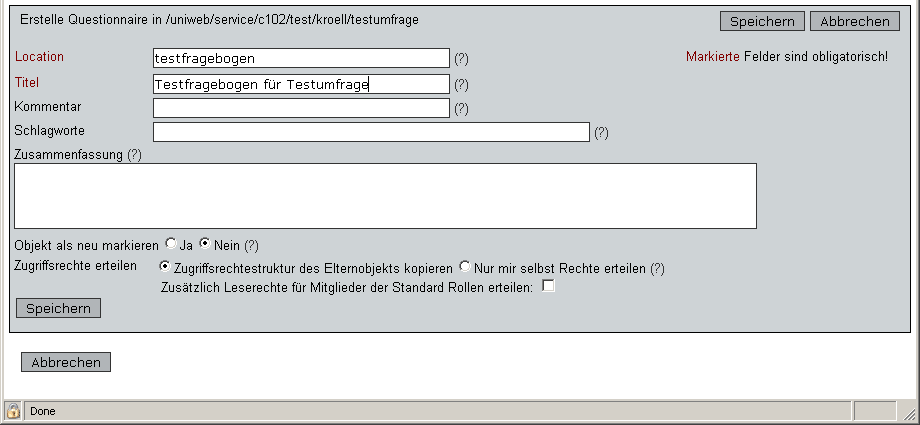 Erstelle Questionnaire in /uniweb/service/c102/test/kroell/testumfrage Speichern Abbrechen
Location testfragebogen (?) Markierte Felder sind obligatorisch!
Titel Testfragebogen für Testumfrage (?)
Kommentar (?)
Schlagworte (?)
Zusammenfassung (?)
Objekt als neu markieren Ja Nein (?)
Zugriffsrechte erteilen Zugriffsrechtestruktur des Elternobjekts kopieren Nur mir selbst Rechte erteilen (?)
Zusätzlich Leserechte für Mitglieder der Standard Rollen erteilen:
Speichern
Abbrechen
Done